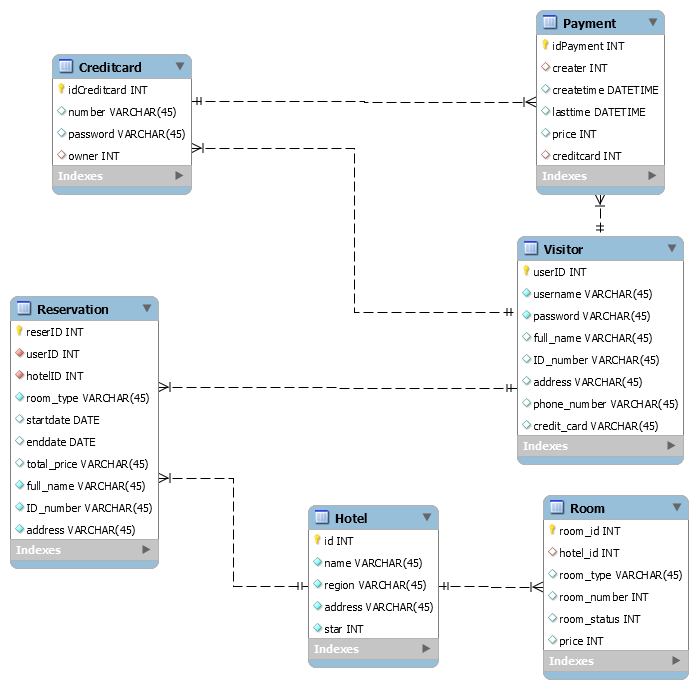 Creditcard
idCreditcard INT
number VARCHAR(45)
password VARCHAR(45)
owner INT
Indexes
Payment
idPayment INT
creater INT
createtime DATETIME
lasttime DATETIME
price INT
creditcard INT
Indexes
Visitor
userID INT
username VARCHAR(45)
password VARCHAR(45)
full_name VARCHAR(45)
ID_number VARCHAR(45)
address VARCHAR(45)
phone_number VARCHAR(45)
credit_card VARCHAR(45)
Indexes
Reservation
reserID INT
userID INT
hotelID INT
room_type VARCHAR(45)
startdate DATE
enddate DATE
total_price VARCHAR(45)
full_name VARCHAR(45)
ID_number VARCHAR(45)
address VARCHAR(45)
Indexes
Hotel
id INT
name VARCHAR(45)
region VARCHAR(45)
address VARCHAR(45)
star INT
Indexes
Room
room_id INT
hotel_id INT
room_type VARCHAR(45)
room_number INT
room_status INT
price INT
Indexes